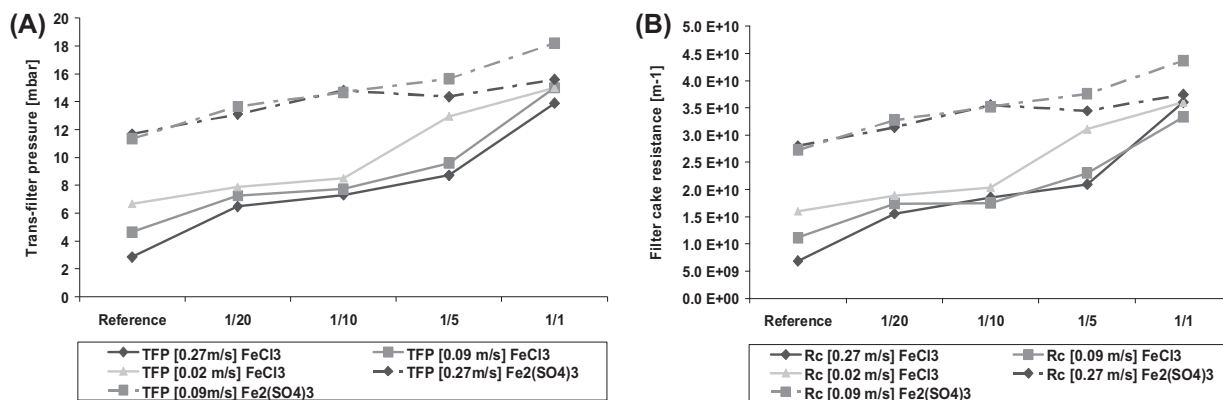 (A)
Trans-filter pressure [mbar]
20
18
16
14
12
10
8
6
4
2
0
Reference 1/20 1/10 1/5 1/1
TFP [0.27m/s] FeCl3 TFP [0.09 m/s] FeCl3
TFP [0.02 m/s] FeCl3 TFP [0.27m/s] Fe2(SO4)3
TFP [0.09m/s] Fe2(SO4)3
(B)
Filter cake resistance [m-1]
5.0 E+10
4.5 E+10
4.0 E+10
3.5 E+10
3.0 E+10
2.5 E+10
2.0 E+10
1.5 E+10
1.0 E+10
5.0 E+09
0.0 E+00
Reference 1/20 1/10 1/5 1/1
Rc [0.27 m/s] FeCl3 Rc [0.09 m/s] FeCl3
Rc [0.02 m/s] FeCl3 Rc [0.27 m/s] Fe2(SO4)3
Rc [0.09 m/s] Fe2(SO4)3